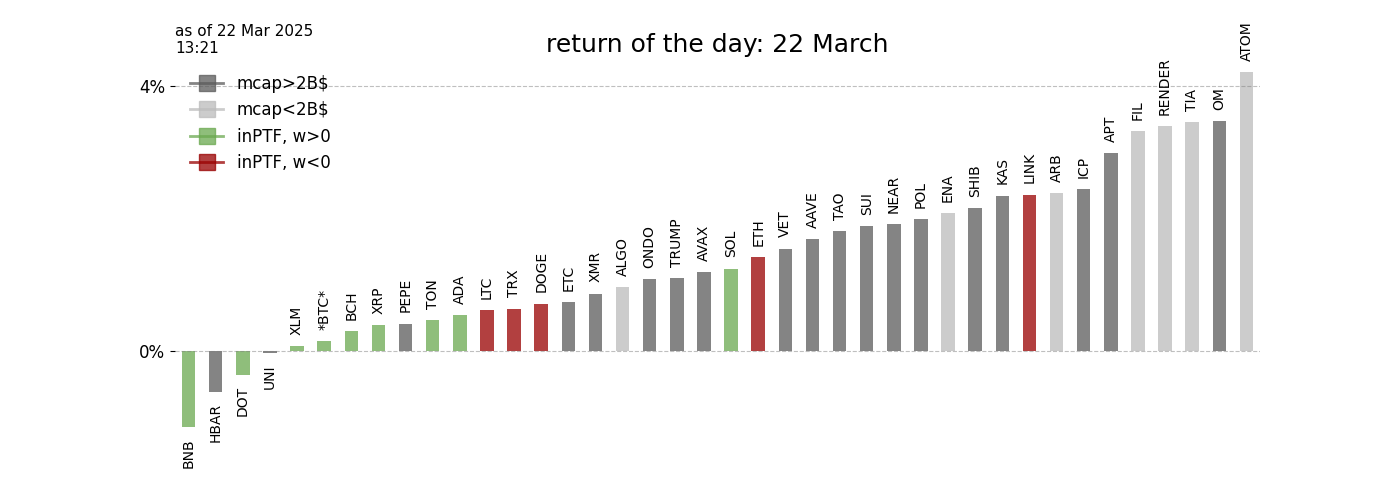 as of 22 Mar 2025
13:21
return of the day: 22 March
mcap>2B$
mcap<2B$
inPTF, w>0
inPTF, w<0
4%
0%
BNB
HBAR
DOT
UNI
XLM
*BTC*
BCH
XRP
PEPE
TON
ADA
LTC
TRX
DOGE
ETC
XMR
ALGO
ONDO
TRUMP
AVAX
SOL
ETH
VET
AAVE
TAO
SUI
NEAR
POL
ENA
SHIB
KAS
LINK
ARB
ICP
APT
FIL
RENDER
TIA
OM
ATOM